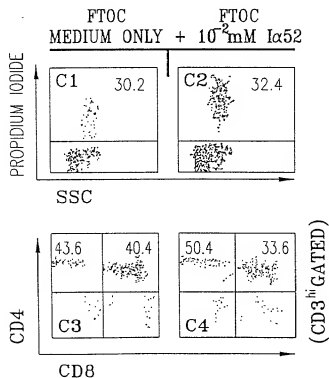 FTOC FTOC
MEDIUM ONLY + 10⁻²mM Iα52
PROPIDIUM IODIDE
C1 30.2
C2 32.4
SSC
43.6 40.4
50.4 33.6
C3
C4
CD4
(CD3ʰⁱ GATED)
CD8